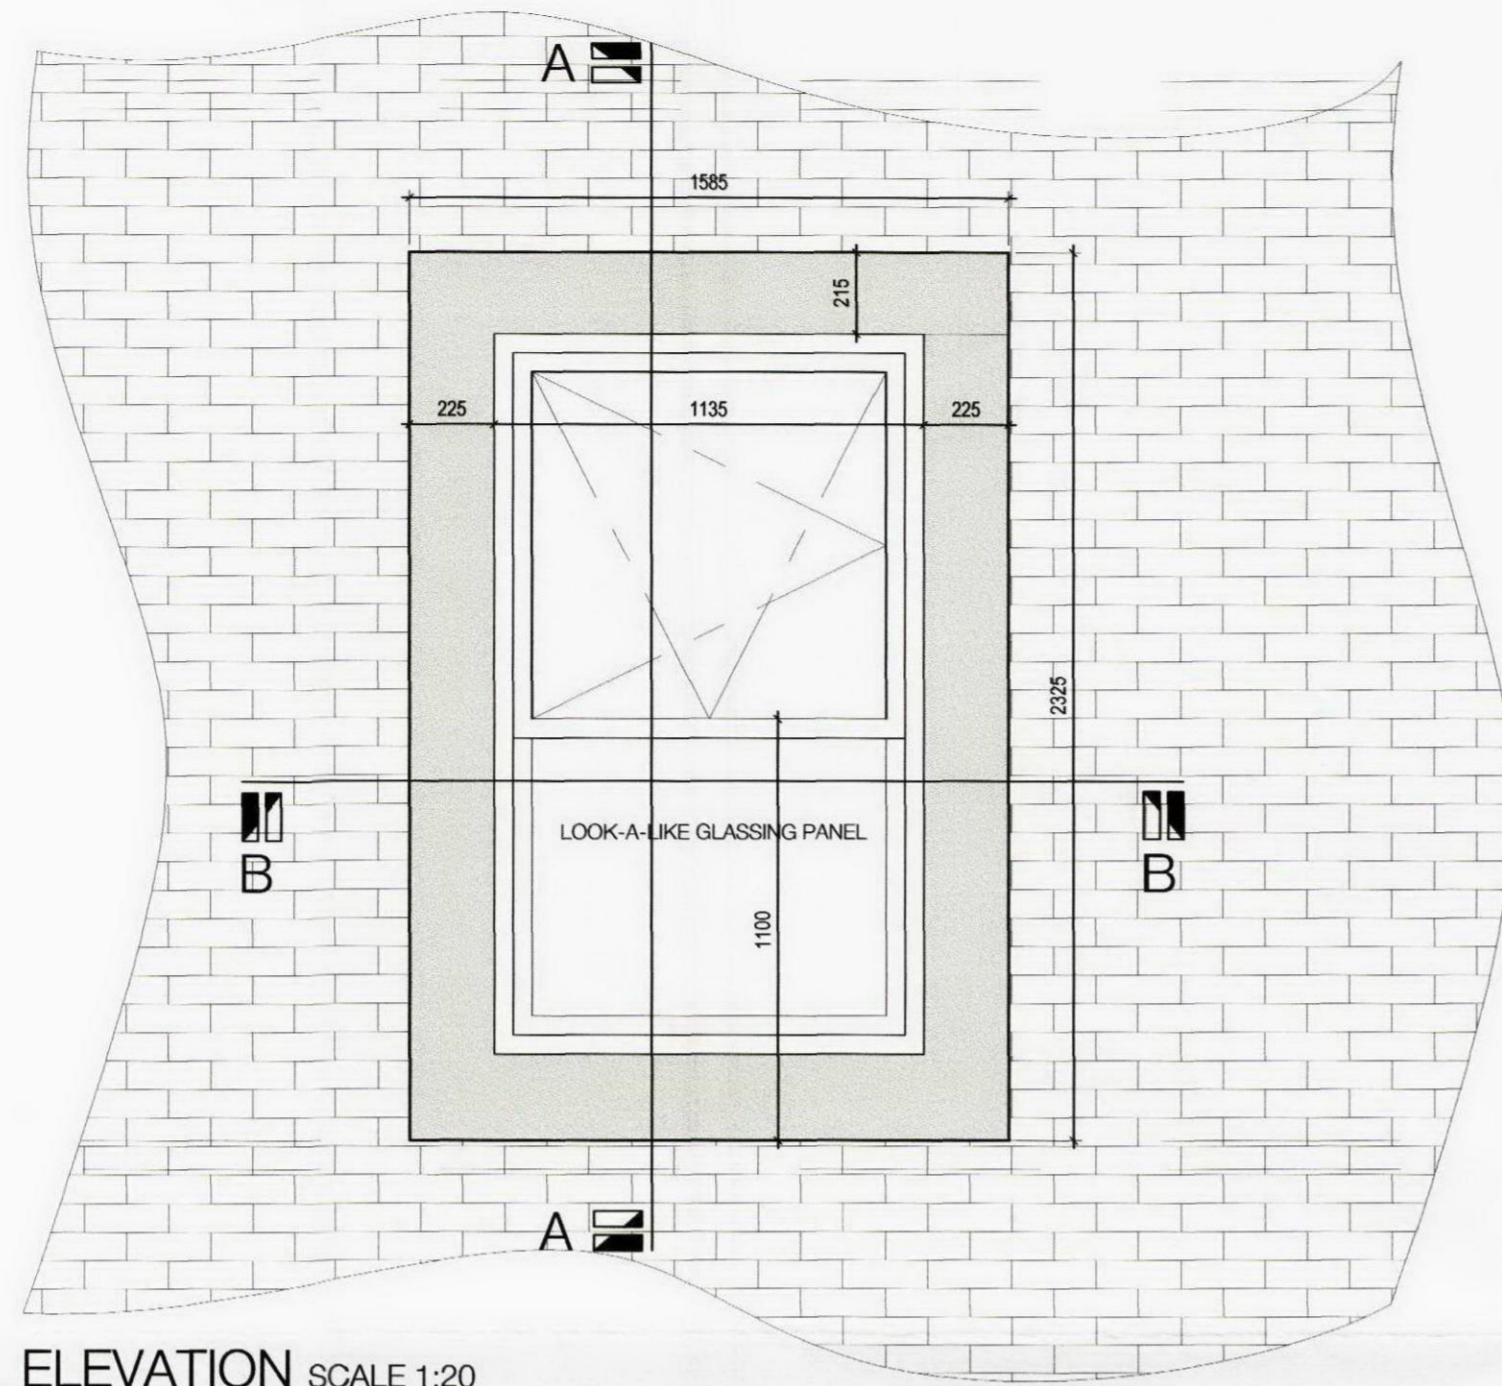 A
1585
215
225 1135 225
2325
LOOK-A-LIKE GLASSING PANEL
B B
1100
A
ELEVATION SCALE 1:20